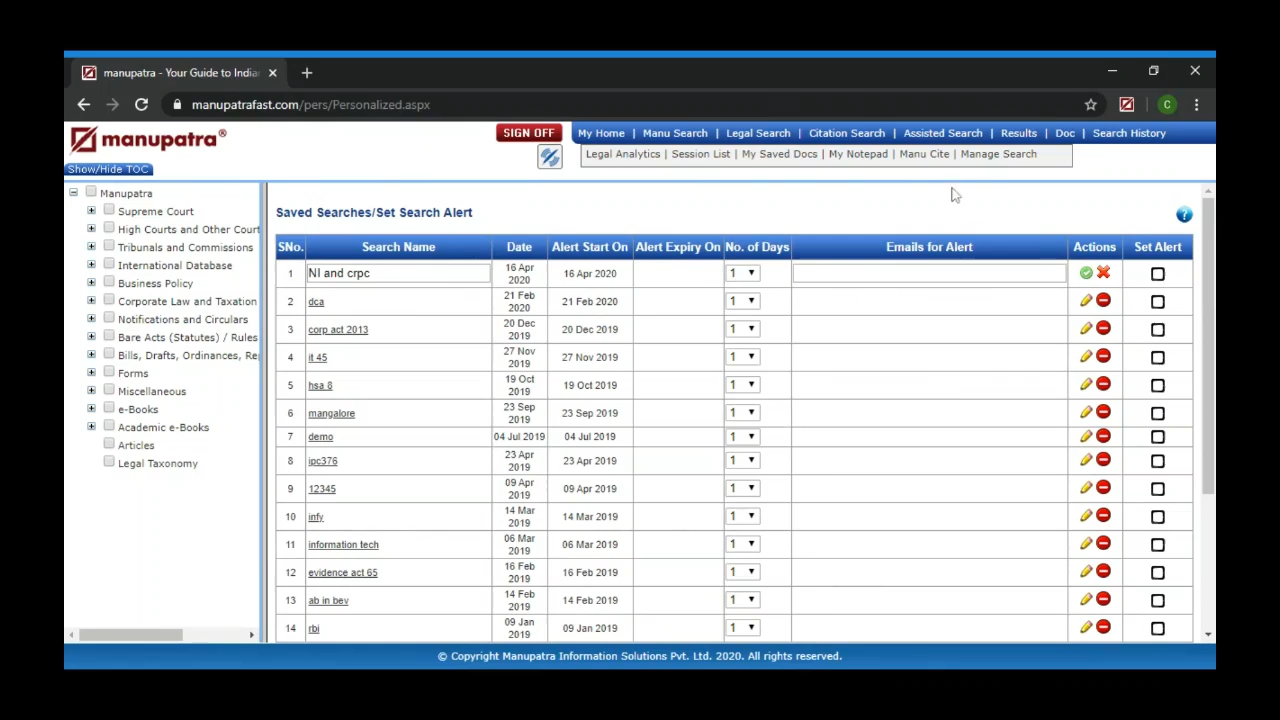 manupatra - Your Guide to India
manupatrafast.com/pers/Personalized.aspx
C
manupatra®
SIGN OFF
My Home | Manu Search | Legal Search | Citation Search | Assisted Search | Results | Doc | Search History
Legal Analytics | Session List | My Saved Docs | My Notepad | Manu Cite | Manage Search
Show/Hide TOC
Manupatra
Supreme Court
High Courts and Other Court
Tribunals and Commissions
International Database
Business Policy
Corporate Law and Taxation
Notifications and Circulars
Bare Acts (Statutes) / Rules
Bills, Drafts, Ordinances, Rep
Forms
Miscellaneous
e-Books
Academic e-Books
Articles
Legal Taxonomy
Saved Searches/Set Search Alert
?
SNo. Search Name Date Alert Start On Alert Expiry On No. of Days Emails for Alert Actions Set Alert
1 NI and crpc 16 Apr 2020 16 Apr 2020 1
2 dca 21 Feb 2020 21 Feb 2020 1
3 corp act 2013 20 Dec 2019 20 Dec 2019 1
4 it 45 27 Nov 2019 27 Nov 2019 1
5 hsa 8 19 Oct 2019 19 Oct 2019 1
6 mangalore 23 Sep 2019 23 Sep 2019 1
7 demo 04 Jul 2019 04 Jul 2019 1
8 ipc376 23 Apr 2019 23 Apr 2019 1
9 12345 09 Apr 2019 09 Apr 2019 1
10 infy 14 Mar 2019 14 Mar 2019 1
11 information tech 06 Mar 2019 06 Mar 2019 1
12 evidence act 65 16 Feb 2019 16 Feb 2019 1
13 ab in bev 14 Feb 2019 14 Feb 2019 1
14 rbi 09 Jan 2019 09 Jan 2019 1
© Copyright Manupatra Information Solutions Pvt. Ltd. 2020. All rights reserved.